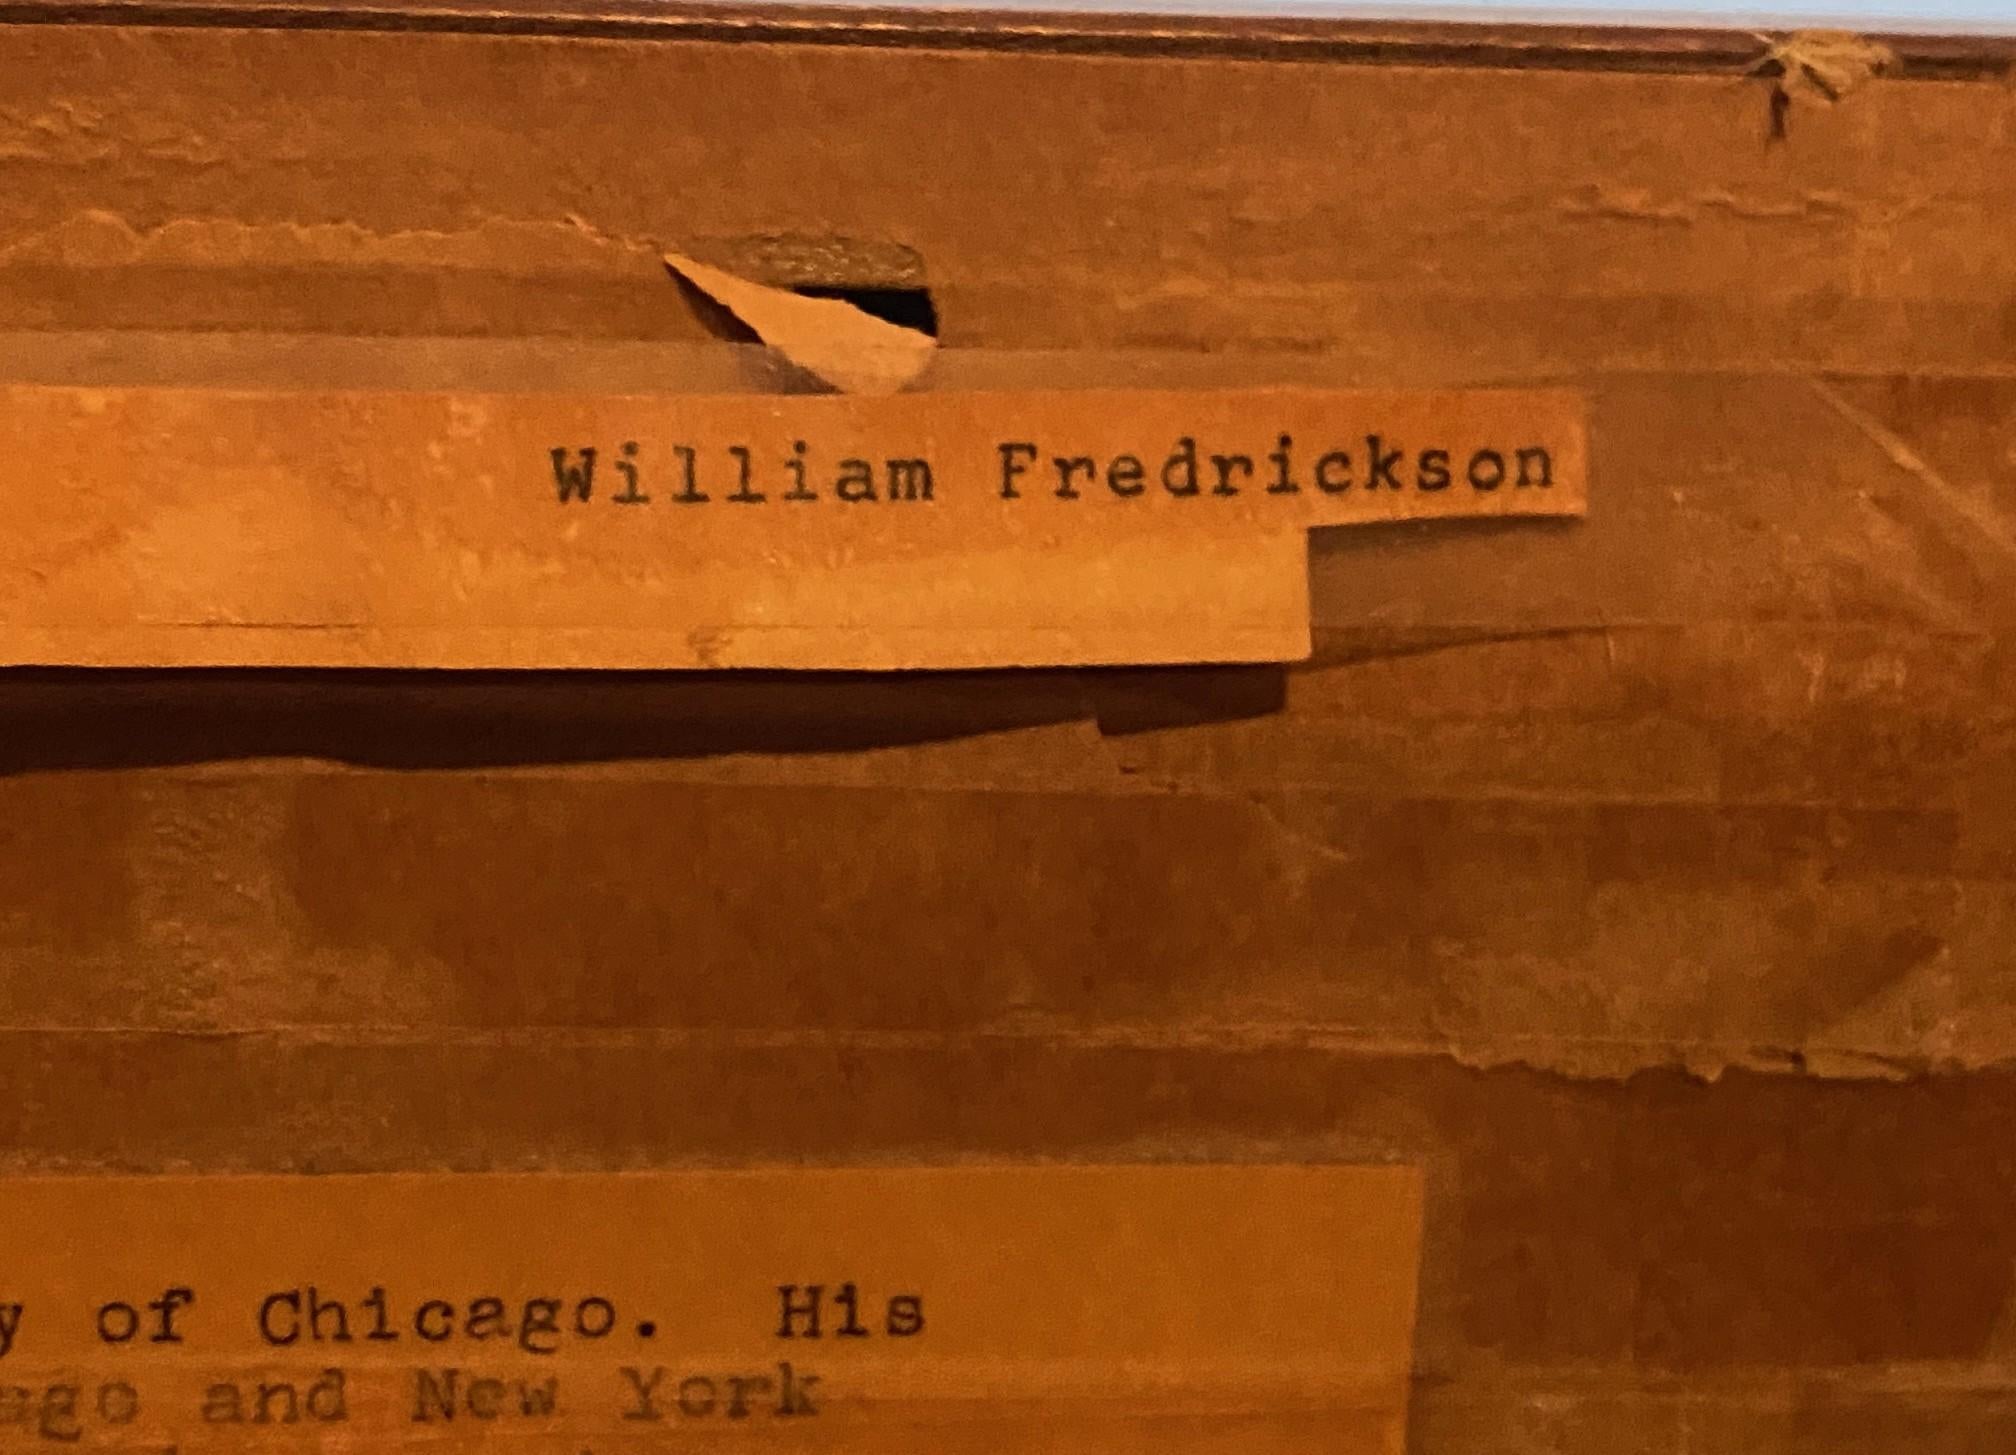 William Fredrickson
y of Chicago. His
ago and New York